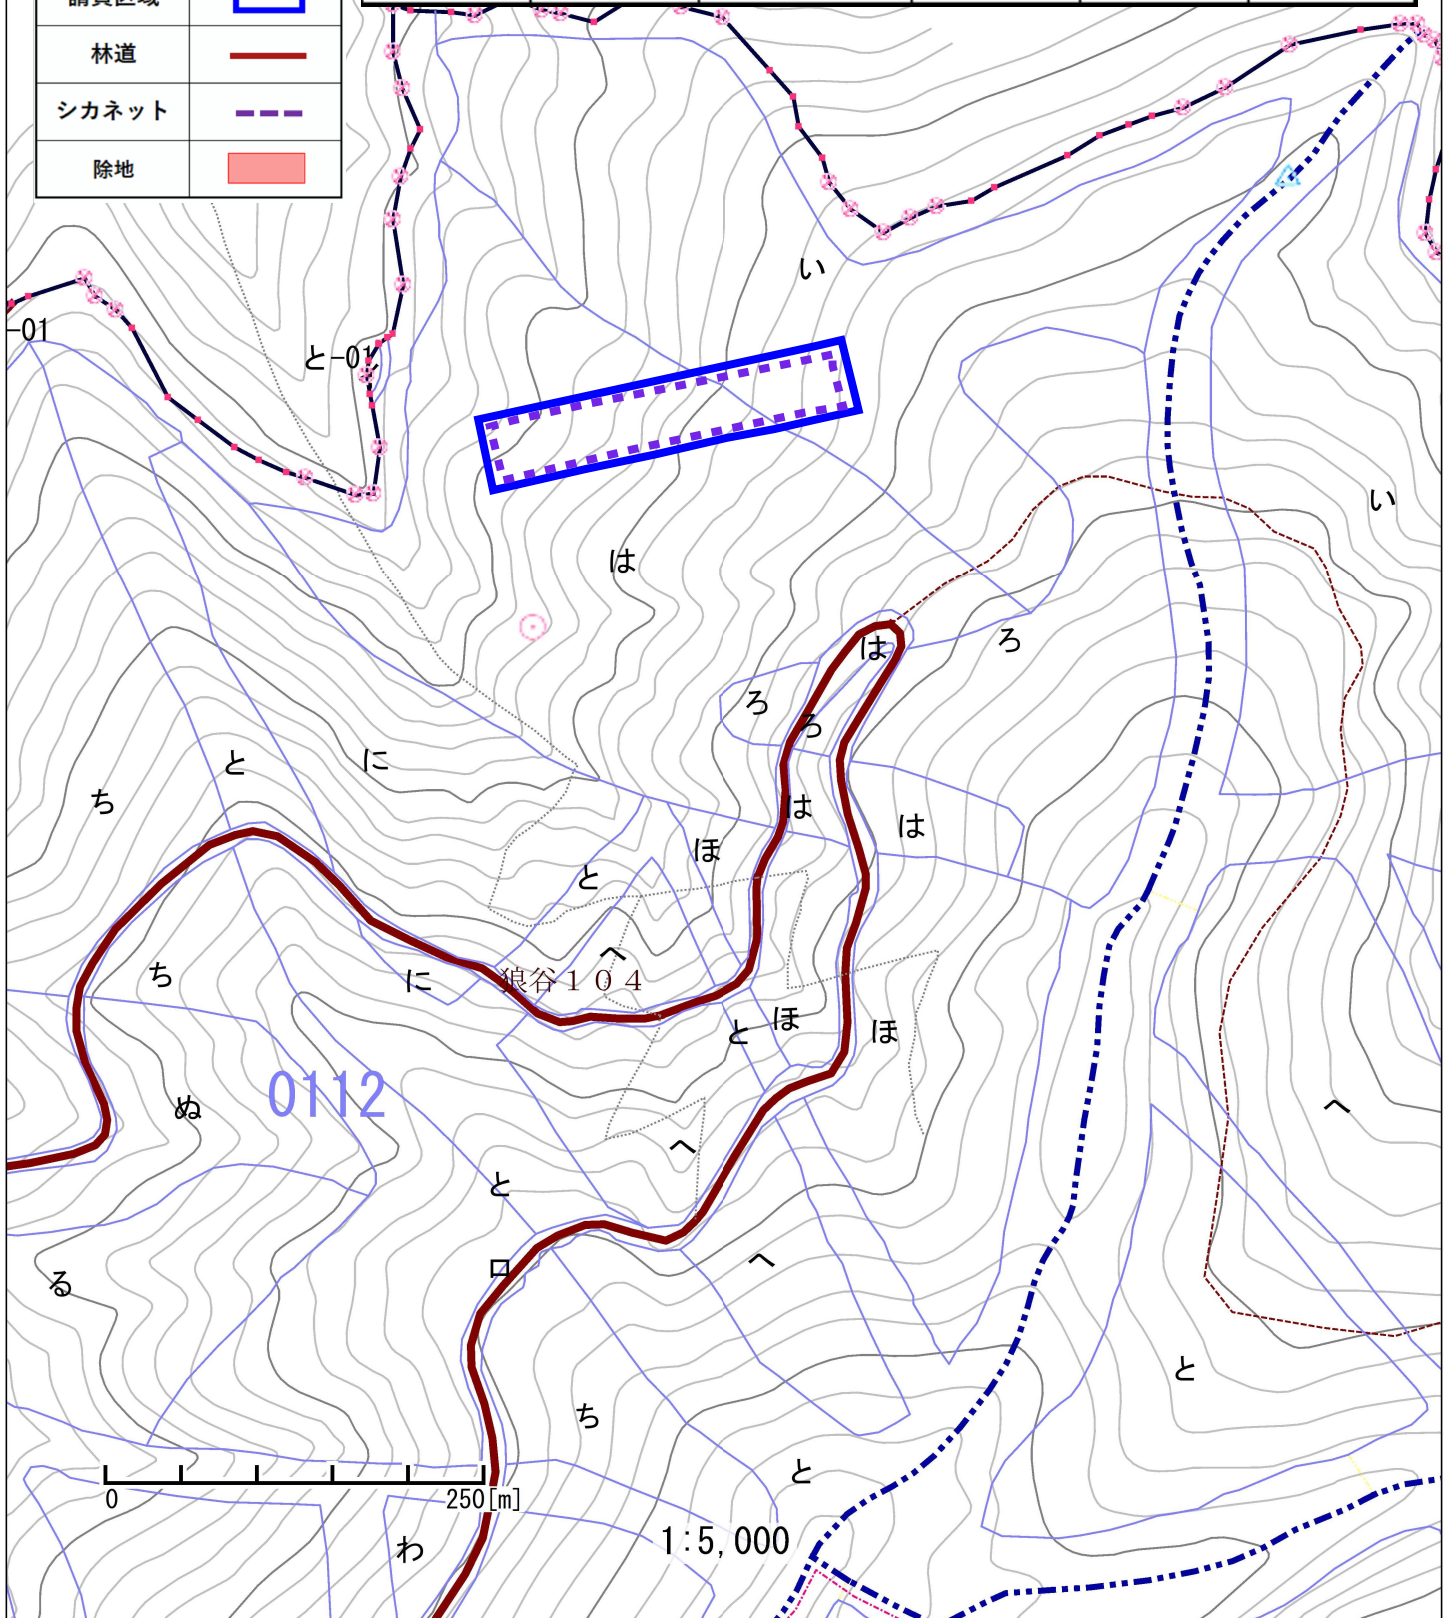 請負区域
林道
シカネット
除地
い
-01
と-01
い
は
は
ろ
ろ
ろ
と
に
ち
は
は
ほ
と
へ
ち
に
狼谷１０４
と
ほ
ほ
0112
ぬ
へ
へ
と
へ
ロ
る
と
ち
と
0
250[m]
1:5,000
わ